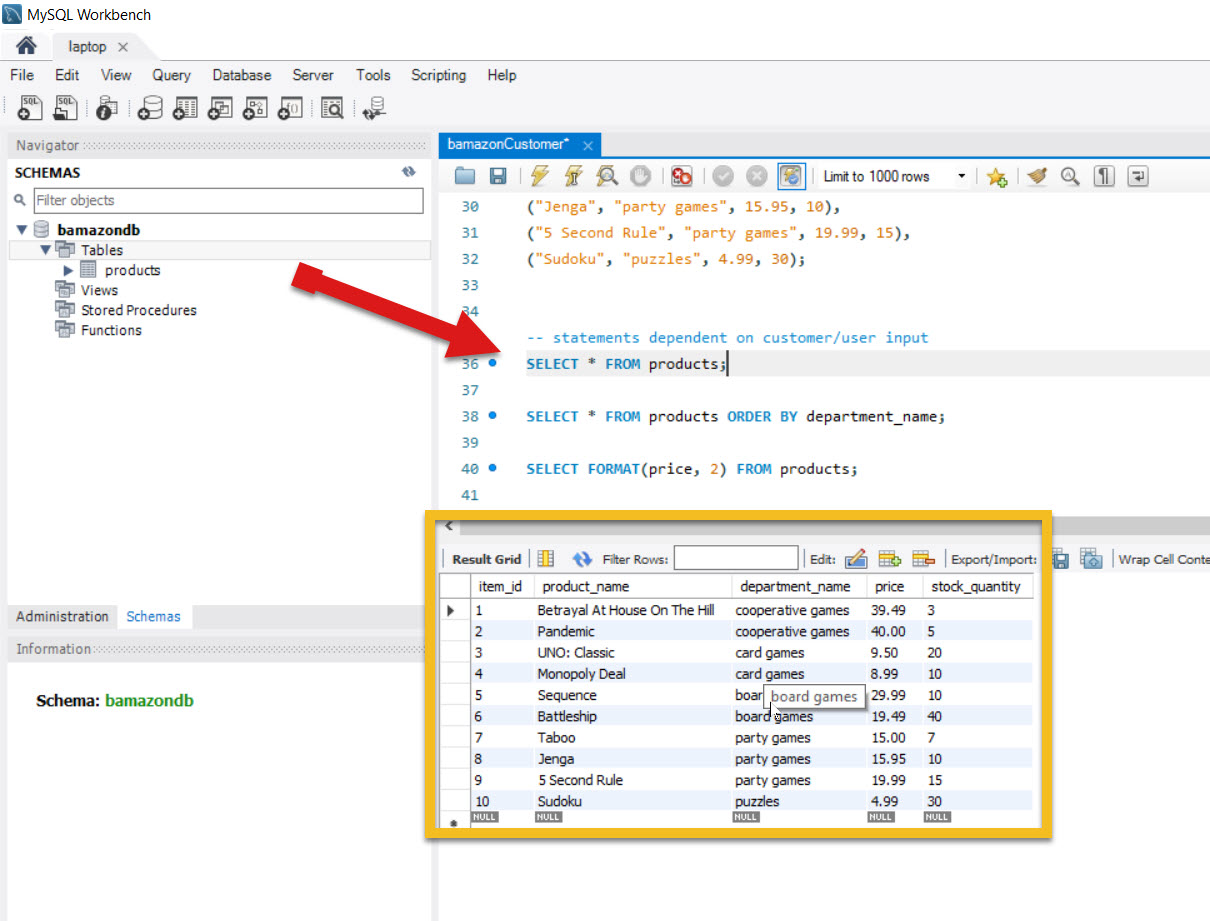 MySQL Workbench
laptop
File Edit View Query Database Server Tools Scripting Help
SQL SQL
Navigator
SCHEMAS
Filter objects
bamazondb
Tables
products
Views
Stored Procedures
Functions
Administration Schemas
Information
Schema: bamazondb
bamazonCustomer*
Limit to 1000 rows
30 ("Jenga", "party games", 15.95, 10),
31 ("5 Second Rule", "party games", 19.99, 15),
32 ("Sudoku", "puzzles", 4.99, 30);
33
34
-- statements dependent on customer/user input
36 SELECT * FROM products;
37
38 SELECT * FROM products ORDER BY department_name;
39
40 SELECT FORMAT(price, 2) FROM products;
41
Result Grid Filter Rows: Edit: Export/Import: Wrap Cell Conte
item_id product_name department_name price stock_quantity
1 Betrayal At House On The Hill cooperative games 39.49 3
2 Pandemic cooperative games 40.00 5
3 UNO: Classic card games 9.50 20
4 Monopoly Deal card games 8.99 10
5 Sequence boar board games 29.99 10
6 Battleship board games 19.49 40
7 Taboo party games 15.00 7
8 Jenga party games 15.95 10
9 5 Second Rule party games 19.99 15
10 Sudoku puzzles 4.99 30
NULL NULL NULL NULL NULL